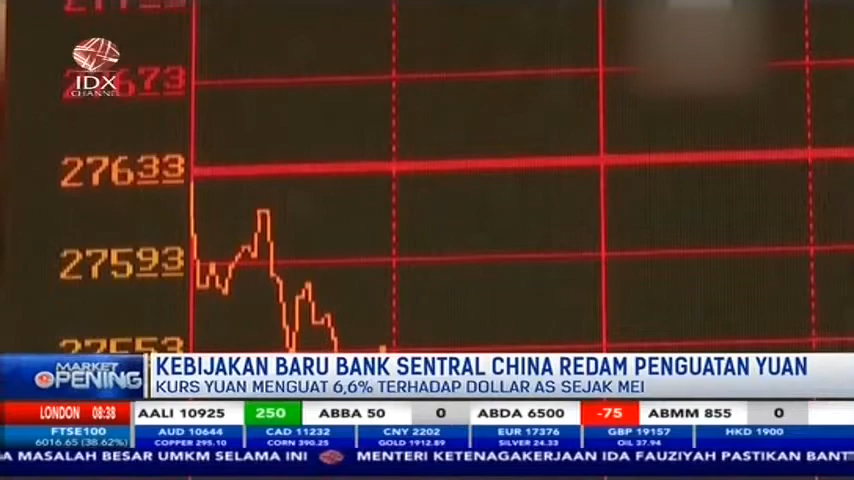 IDX
CHANNEL
2763
3
27593
27553
MARKET
OPENING
KEBIJAKAN BARU BANK SENTRAL CHINA REDAM PENGUATAN YUAN
KURS YUAN MENGUAT 6,6% TERHADAP DOLLAR AS SEJAK MEI
LONDON 08:38 AALI 10925 250 ABBA 50 0 ABDA 6500 -75 ABMM 855 0
FTSE100 AUD 10644 CAD 11232 CNY 2202 EUR 17376 GBP 19157 HKD 1900
6016.65 (38.62%) COPPER 295.10 CORN 390.25 GOLD 1912.89 SILVER 24.33 OIL 37.94
A MASALAH BESAR UMKM SELAMA INI MENTERI KETENAGAKERJAAN IDA FAUZIYAH PASTIKAN BANT